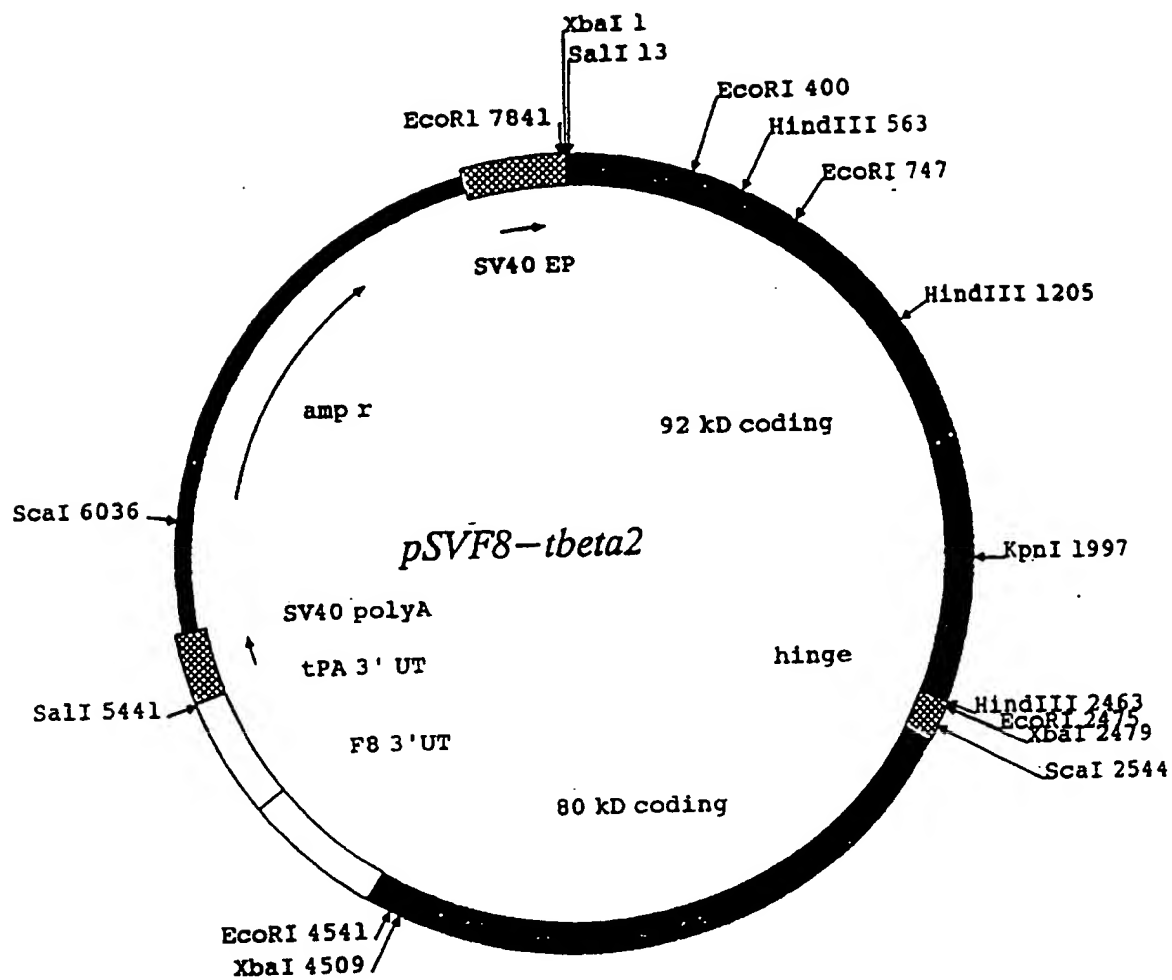 XbaI 1
SalI 13
EcoRI 400
EcoRl 7841
HindIII 563
EcoRI 747
SV40 EP
HindIII 1205
amp r
92 kD coding
ScaI 6036
pSVF8–tbeta2
KpnI 1997
SV40 polyA
hinge
tPA 3' UT
HindIII 2463
SalI 5441
EcoRI 2475
XbaI 2479
F8 3'UT
ScaI 2544
80 kD coding
EcoRI 4541
XbaI 4509